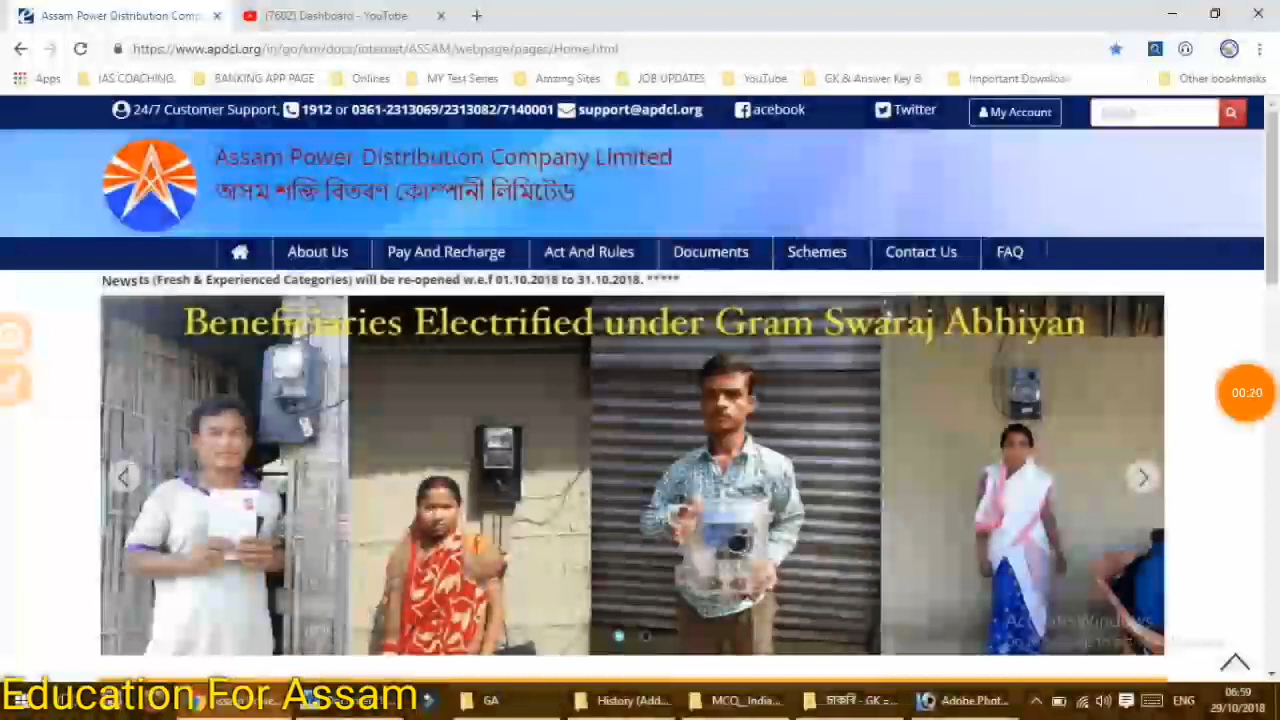 Assam Power Distribution Comp
(7602) Dashboard - YouTube
https://www.apdcl.org/irj/go/km/docs/internet/ASSAM/webpage/pages/Home.html
Apps IAS COACHING BANKING APP PAGE Onlines MY Test Series Amzing Sites JOB UPDATES YouTube GK & Answer Key B Important Downloa Other bookmarks
24/7 Customer Support, 1912 or 0361-2313069/2313082/7140001 support@apdcl.org acebook Twitter My Account
Assam Power Distribution Company Limited
অসম শক্তি বিতৰণ কোম্পানী লিমিটেড
About Us Pay And Recharge Act And Rules Documents Schemes Contact Us FAQ
News ts (Fresh & Experienced Categories) will be re-opened w.e.f 01.10.2018 to 31.10.2018. *****
Beneficiaries Electrified under Gram Swaraj Abhiyan
00:20
Activate Windows
Education For Assam
GA History (Add... MCQ_India... চাকৰি - GK =... Adobe Phot... ENG
06:59
29/10/2018